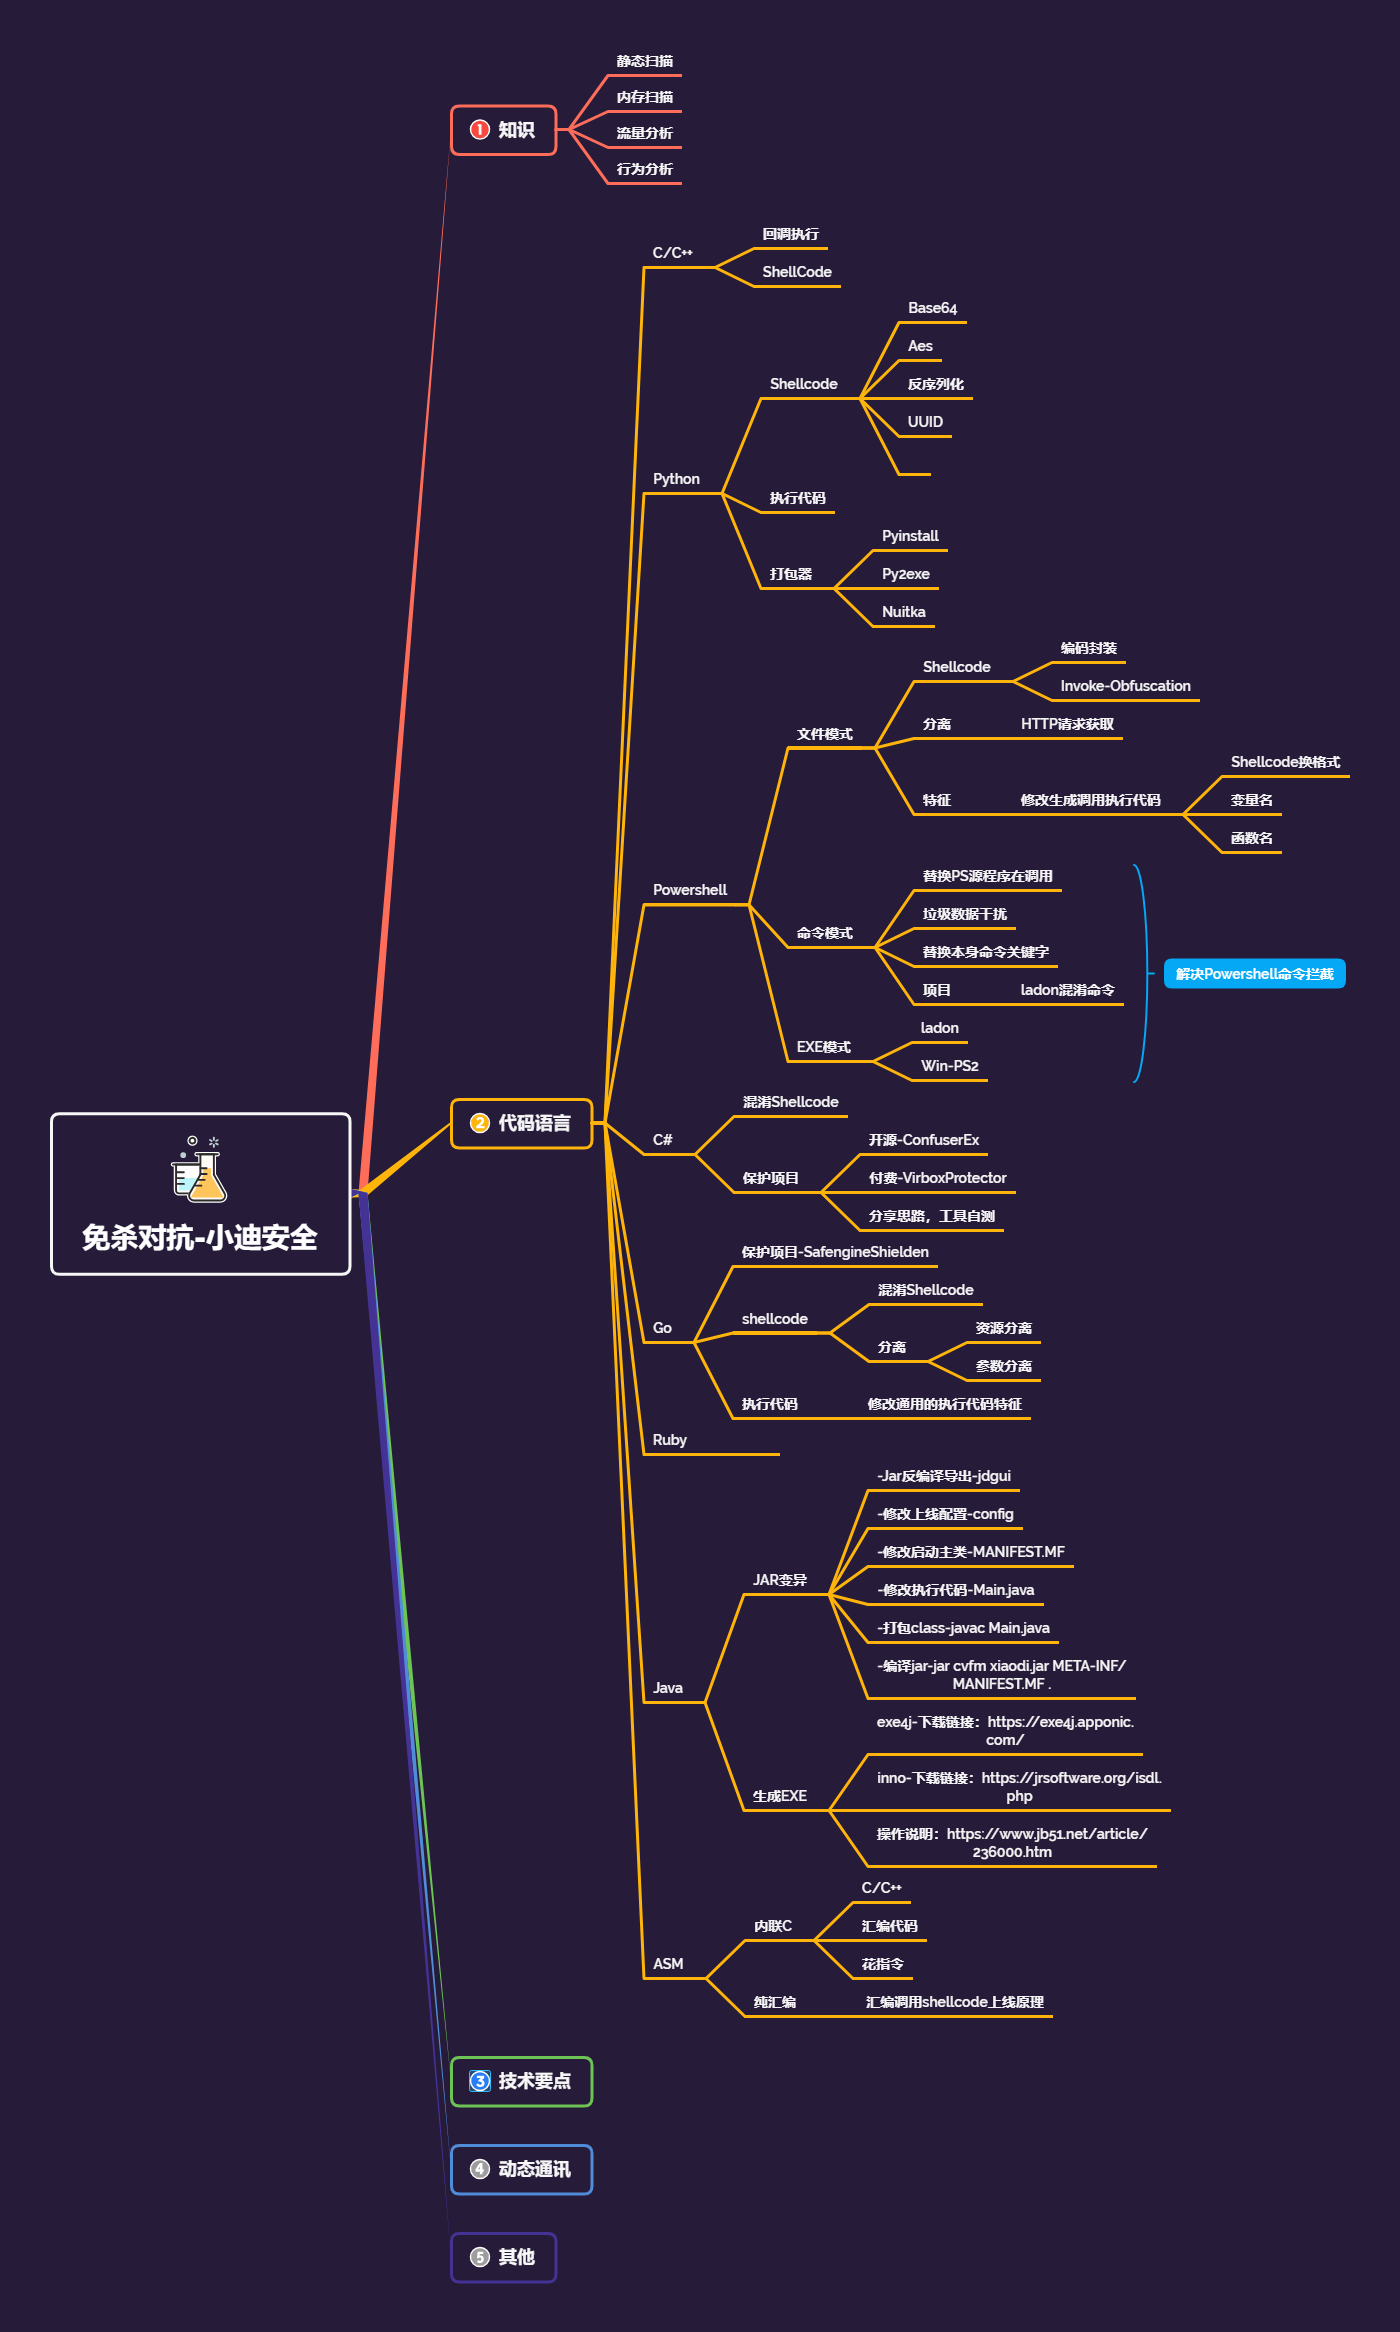 免杀对抗-小迪安全
1 知识
静态扫描
内存扫描
流量分析
行为分析
2 代码语言
C/C++
回调执行
ShellCode
Python
Shellcode
Base64
Aes
反序列化
UUID
执行代码
打包器
Pyinstall
Py2exe
Nuitka
Powershell
文件模式
Shellcode
编码封装
Invoke-Obfuscation
分离
HTTP请求获取
特征
修改生成调用执行代码
Shellcode换格式
变量名
函数名
命令模式
替换PS源程序在调用
垃圾数据干扰
替换本身命令关键字
项目
ladon混淆命令
EXE模式
ladon
Win-PS2
解决Powershell命令拦截
C#
混淆Shellcode
保护项目
开源-ConfuserEx
付费-VirboxProtector
分享思路，工具自测
Go
保护项目-SafengineShielden
shellcode
混淆Shellcode
分离
资源分离
参数分离
执行代码
修改通用的执行代码特征
Ruby
Java
JAR变异
-Jar反编译导出-jdgui
-修改上线配置-config
-修改启动主类-MANIFEST.MF
-修改执行代码-Main.java
-打包class-javac Main.java
-编译jar-jar cvfm xiaodi.jar META-INF/
MANIFEST.MF .
生成EXE
exe4j-下载链接：https://exe4j.apponic.
com/
inno-下载链接：https://jrsoftware.org/isdl.
php
操作说明：https://www.jb51.net/article/
236000.htm
ASM
内联C
C/C++
汇编代码
花指令
纯汇编
汇编调用shellcode上线原理
3 技术要点
4 动态通讯
5 其他